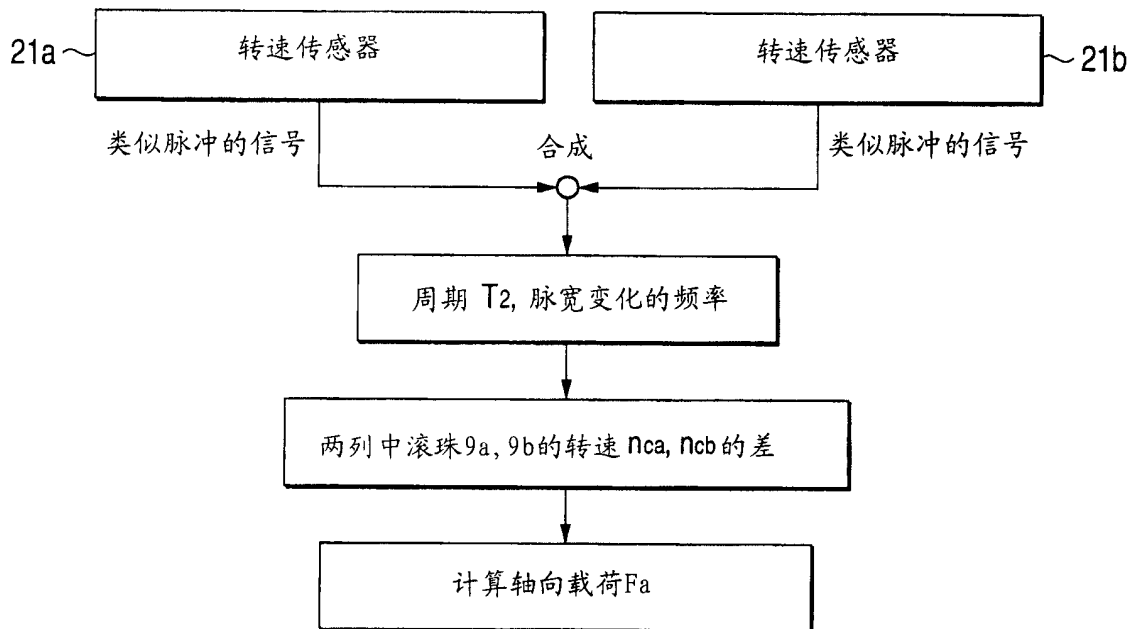 21a
转速传感器
转速传感器
21b
类似脉冲的信号
合成
类似脉冲的信号
周期 T2, 脉宽变化的频率
两列中滚珠9a, 9b的转速 nca, ncb的差
计算轴向载荷Fa